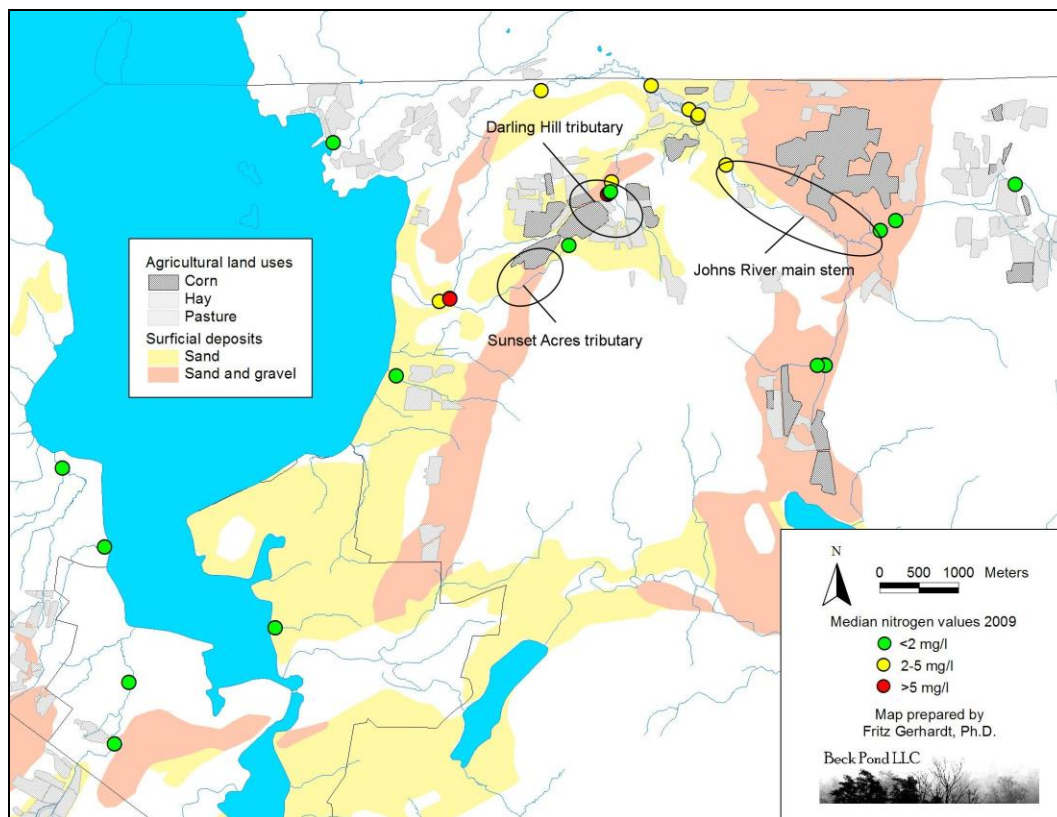 Darling Hill tributary
Johns River main stem
Sunset Acres tributary
Agricultural land uses
Corn
Hay
Pasture
Surficial deposits
Sand
Sand and gravel
N
0 500 1000 Meters
Median nitrogen values 2009
<2 mg/l
2-5 mg/l
>5 mg/l
Map prepared by
Fritz Gerhardt, Ph.D.
Beck Pond LLC